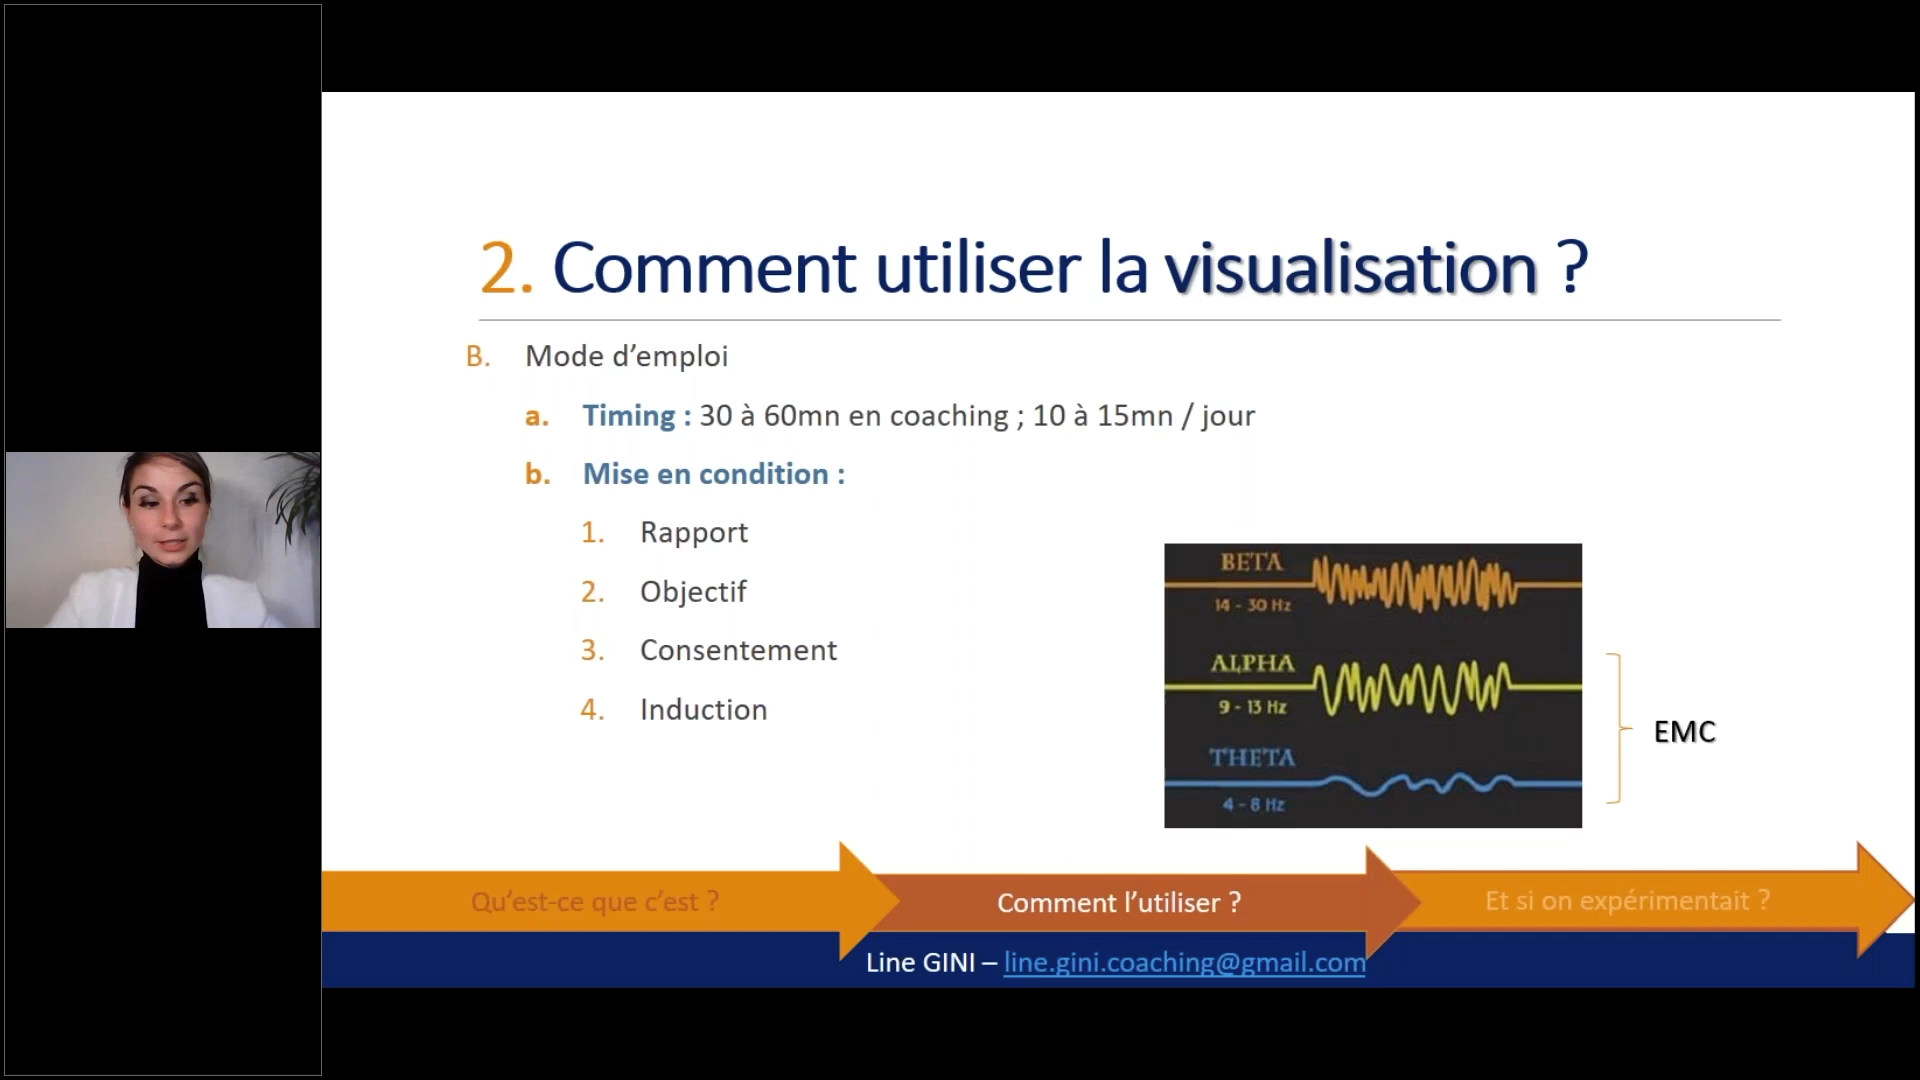 2. Comment utiliser la visualisation ?
B. Mode d’emploi
a. Timing : 30 à 60mn en coaching ; 10 à 15mn / jour
b. Mise en condition :
1. Rapport
2. Objectif
3. Consentement
4. Induction
BETA
14 - 30 Hz
ALPHA
9 - 13 Hz
THETA
4 - 8 Hz
EMC
Qu’est-ce que c’est ?
Comment l’utiliser ?
Et si on expérimentait ?
Line GINI – line.gini.coaching@gmail.com